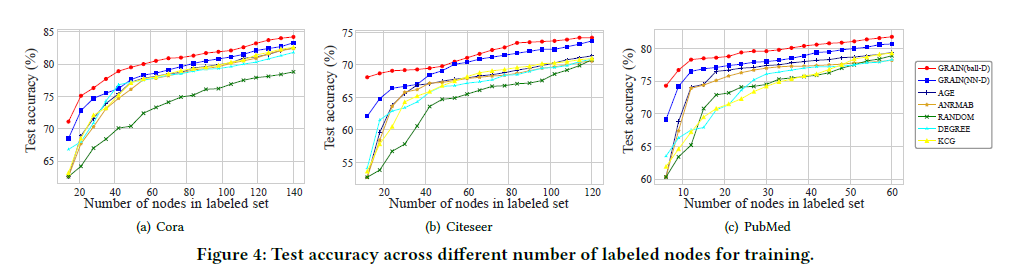 85
80
75
70
65
Test accuracy (%)
20 40 60 80 100 120 140
Number of nodes in labeled set
(a) Cora
75
70
65
60
55
Test accuracy (%)
20 40 60 80 100 120
Number of nodes in labeled set
(b) Citeseer
80
75
70
65
60
Test accuracy (%)
10 20 30 40 50 60
Number of nodes in labeled set
(c) PubMed
GRAIN(ball-D)
GRAIN(NN-D)
AGE
ANRMAB
RANDOM
DEGREE
KCG
Figure 4: Test accuracy across different number of labeled nodes for training.